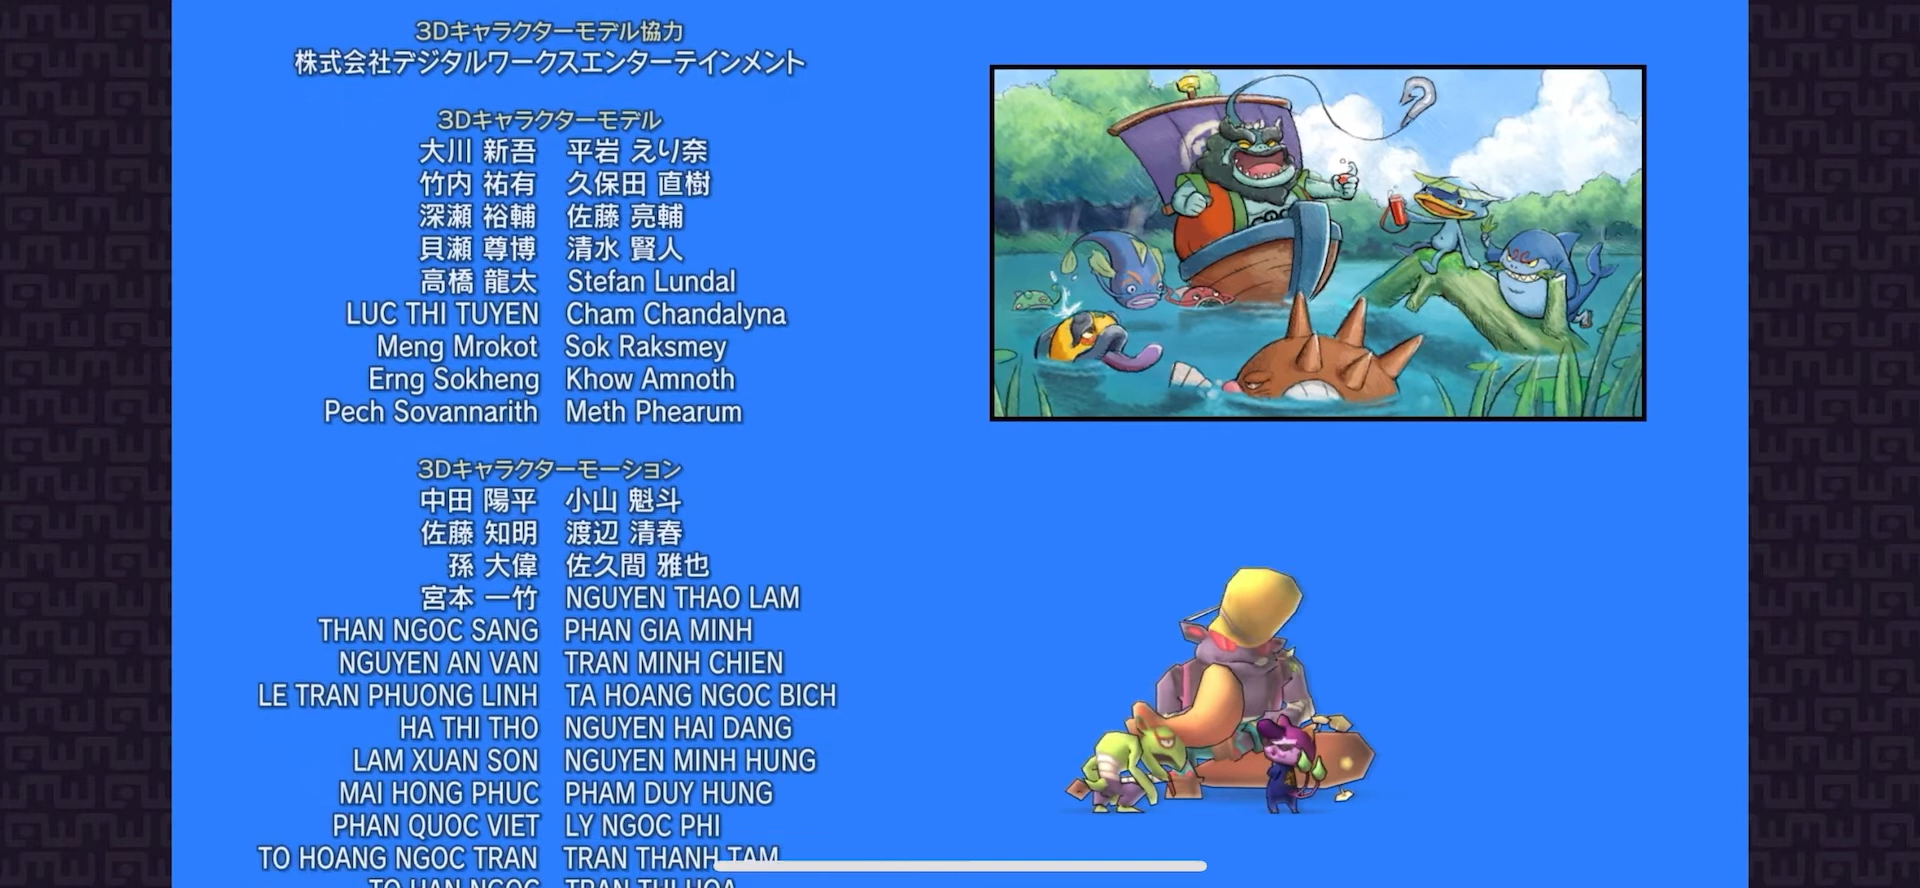 3Dキャラクターモデル協力
株式会社デジタルワークスエンターテインメント
3Dキャラクターモデル
大川 新吾 平岩 えり奈
竹内 祐有 久保田 直樹
深瀬 裕輔 佐藤 亮輔
貝瀬 尊博 清水 賢人
高橋 龍太 Stefan Lundal
LUC THI TUYEN Cham Chandalyna
Meng Mrokot Sok Raksmey
Erng Sokheng Khow Amnoth
Pech Sovannarith Meth Phearum
3Dキャラクターモーション
中田 陽平 小山 魁斗
佐藤 知明 渡辺 清春
孫 大偉 佐久間 雅也
宮本 一竹 NGUYEN THAO LAM
THAN NGOC SANG PHAN GIA MINH
NGUYEN AN VAN TRAN MINH CHIEN
LE TRAN PHUONG LINH TA HOANG NGOC BICH
HA THI THO NGUYEN HAI DANG
LAM XUAN SON NGUYEN MINH HUNG
MAI HONG PHUC PHAM DUY HUNG
PHAN QUOC VIET LY NGOC PHI
TO HOANG NGOC TRAN TRAN THANH TAM
TO HAN NGOC TRAN THI HOA